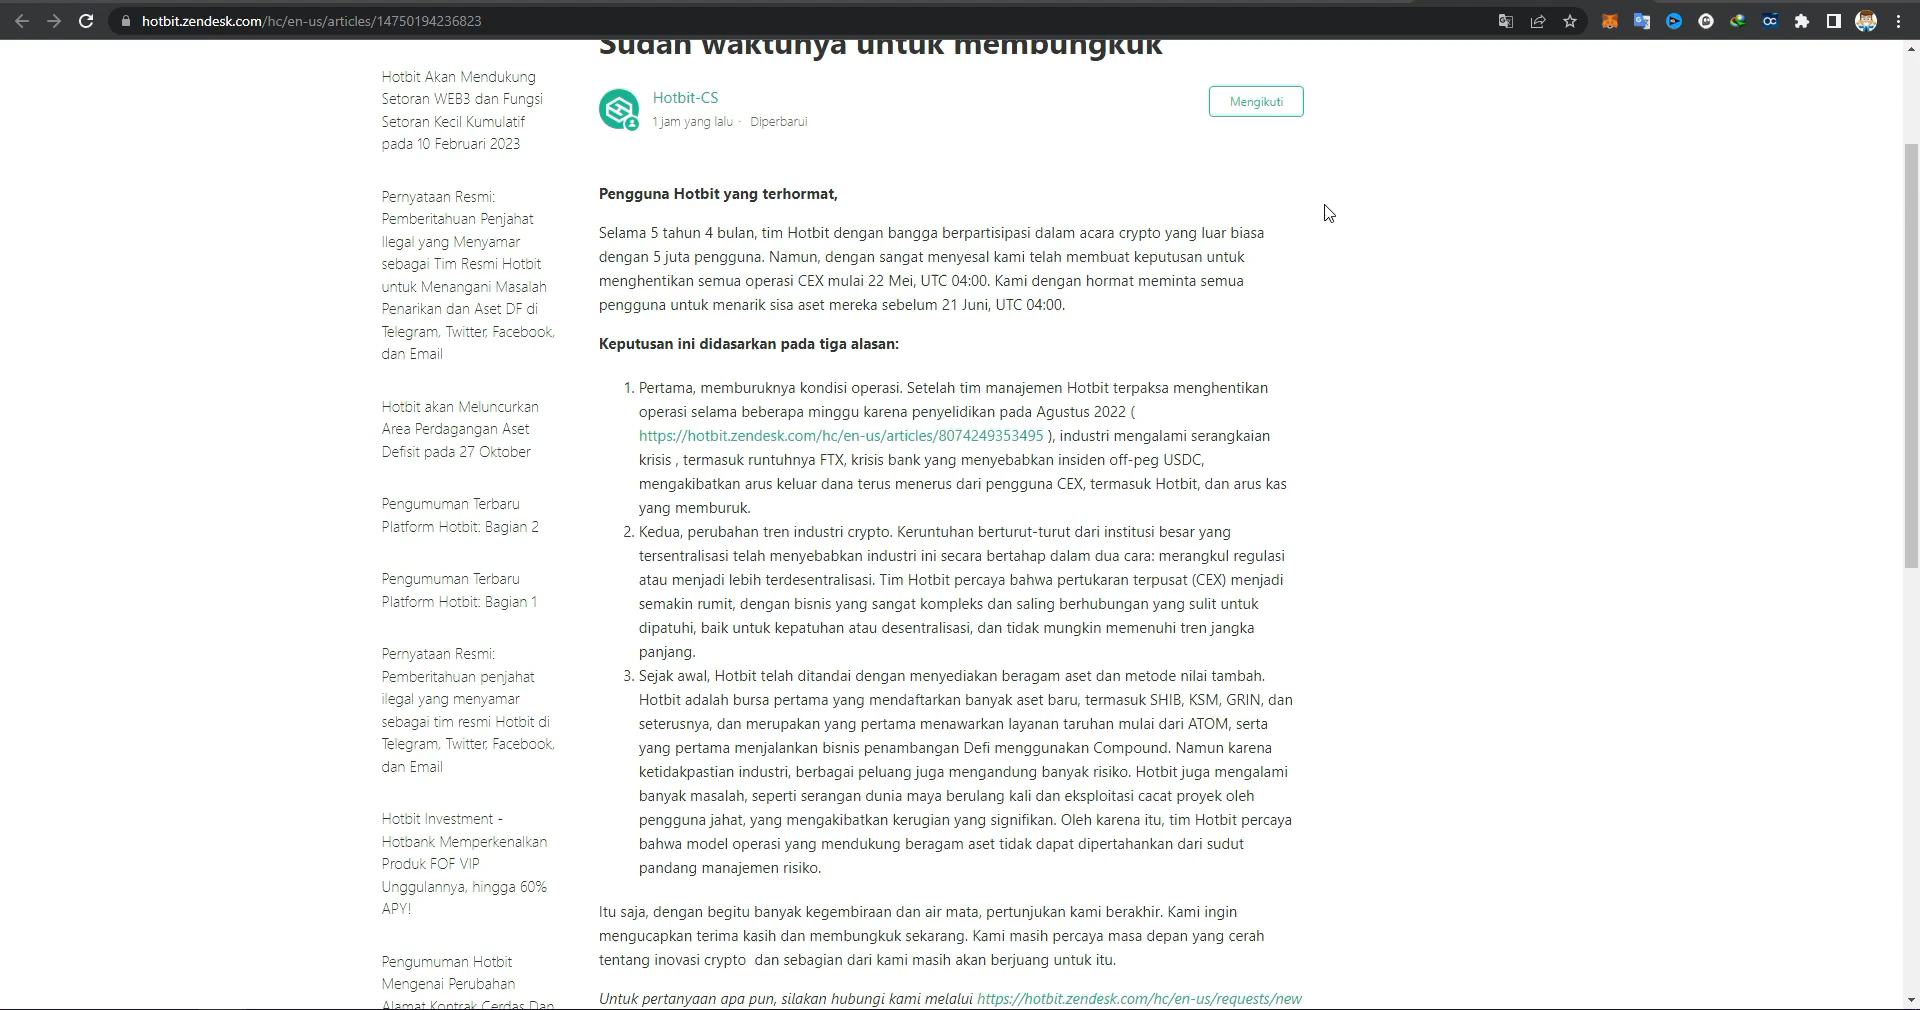 hotbit.zendesk.com/hc/en-us/articles/14750194236823
Sudah waktunya untuk membungkuk
Hotbit Akan Mendukung
Setoran WEB3 dan Fungsi
Setoran Kecil Kumulatif
pada 10 Februari 2023
Pernyataan Resmi:
Pemberitahuan Penjahat
Ilegal yang Menyamar
sebagai Tim Resmi Hotbit
untuk Menangani Masalah
Penarikan dan Aset DF di
Telegram, Twitter, Facebook,
dan Email
Hotbit akan Meluncurkan
Area Perdagangan Aset
Defisit pada 27 Oktober
Pengumuman Terbaru
Platform Hotbit: Bagian 2
Pengumuman Terbaru
Platform Hotbit: Bagian 1
Pernyataan Resmi:
Pemberitahuan penjahat
ilegal yang menyamar
sebagai tim resmi Hotbit di
Telegram, Twitter, Facebook,
dan Email
Hotbit Investment -
Hotbank Memperkenalkan
Produk FOF VIP
Unggulannya, hingga 60%
APY!
Pengumuman Hotbit
Mengenai Perubahan
Alamat Kontrak Cerdas Dan
Hotbit-CS
1 jam yang lalu · Diperbarui
Mengikuti
Pengguna Hotbit yang terhormat,
Selama 5 tahun 4 bulan, tim Hotbit dengan bangga berpartisipasi dalam acara crypto yang luar biasa
dengan 5 juta pengguna. Namun, dengan sangat menyesal kami telah membuat keputusan untuk
menghentikan semua operasi CEX mulai 22 Mei, UTC 04:00. Kami dengan hormat meminta semua
pengguna untuk menarik sisa aset mereka sebelum 21 Juni, UTC 04:00.
Keputusan ini didasarkan pada tiga alasan:
1. Pertama, memburuknya kondisi operasi. Setelah tim manajemen Hotbit terpaksa menghentikan
operasi selama beberapa minggu karena penyelidikan pada Agustus 2022 (
https://hotbit.zendesk.com/hc/en-us/articles/8074249353495 ), industri mengalami serangkaian
krisis , termasuk runtuhnya FTX, krisis bank yang menyebabkan insiden off-peg USDC,
mengakibatkan arus keluar dana terus menerus dari pengguna CEX, termasuk Hotbit, dan arus kas
yang memburuk.
2. Kedua, perubahan tren industri crypto. Keruntuhan berturut-turut dari institusi besar yang
tersentralisasi telah menyebabkan industri ini secara bertahap dalam dua cara: merangkul regulasi
atau menjadi lebih terdesentralisasi. Tim Hotbit percaya bahwa pertukaran terpusat (CEX) menjadi
semakin rumit, dengan bisnis yang sangat kompleks dan saling berhubungan yang sulit untuk
dipatuhi, baik untuk kepatuhan atau desentralisasi, dan tidak mungkin memenuhi tren jangka
panjang.
3. Sejak awal, Hotbit telah ditandai dengan menyediakan beragam aset dan metode nilai tambah.
Hotbit adalah bursa pertama yang mendaftarkan banyak aset baru, termasuk SHIB, KSM, GRIN, dan
seterusnya, dan merupakan yang pertama menawarkan layanan taruhan mulai dari ATOM, serta
yang pertama menjalankan bisnis penambangan Defi menggunakan Compound. Namun karena
ketidakpastian industri, berbagai peluang juga mengandung banyak risiko. Hotbit juga mengalami
banyak masalah, seperti serangan dunia maya berulang kali dan eksploitasi cacat proyek oleh
pengguna jahat, yang mengakibatkan kerugian yang signifikan. Oleh karena itu, tim Hotbit percaya
bahwa model operasi yang mendukung beragam aset tidak dapat dipertahankan dari sudut
pandang manajemen risiko.
Itu saja, dengan begitu banyak kegembiraan dan air mata, pertunjukan kami berakhir. Kami ingin
mengucapkan terima kasih dan membungkuk sekarang. Kami masih percaya masa depan yang cerah
tentang inovasi crypto  dan sebagian dari kami masih akan berjuang untuk itu.
Untuk pertanyaan apa pun, silakan hubungi kami melalui https://hotbit.zendesk.com/hc/en-us/requests/new